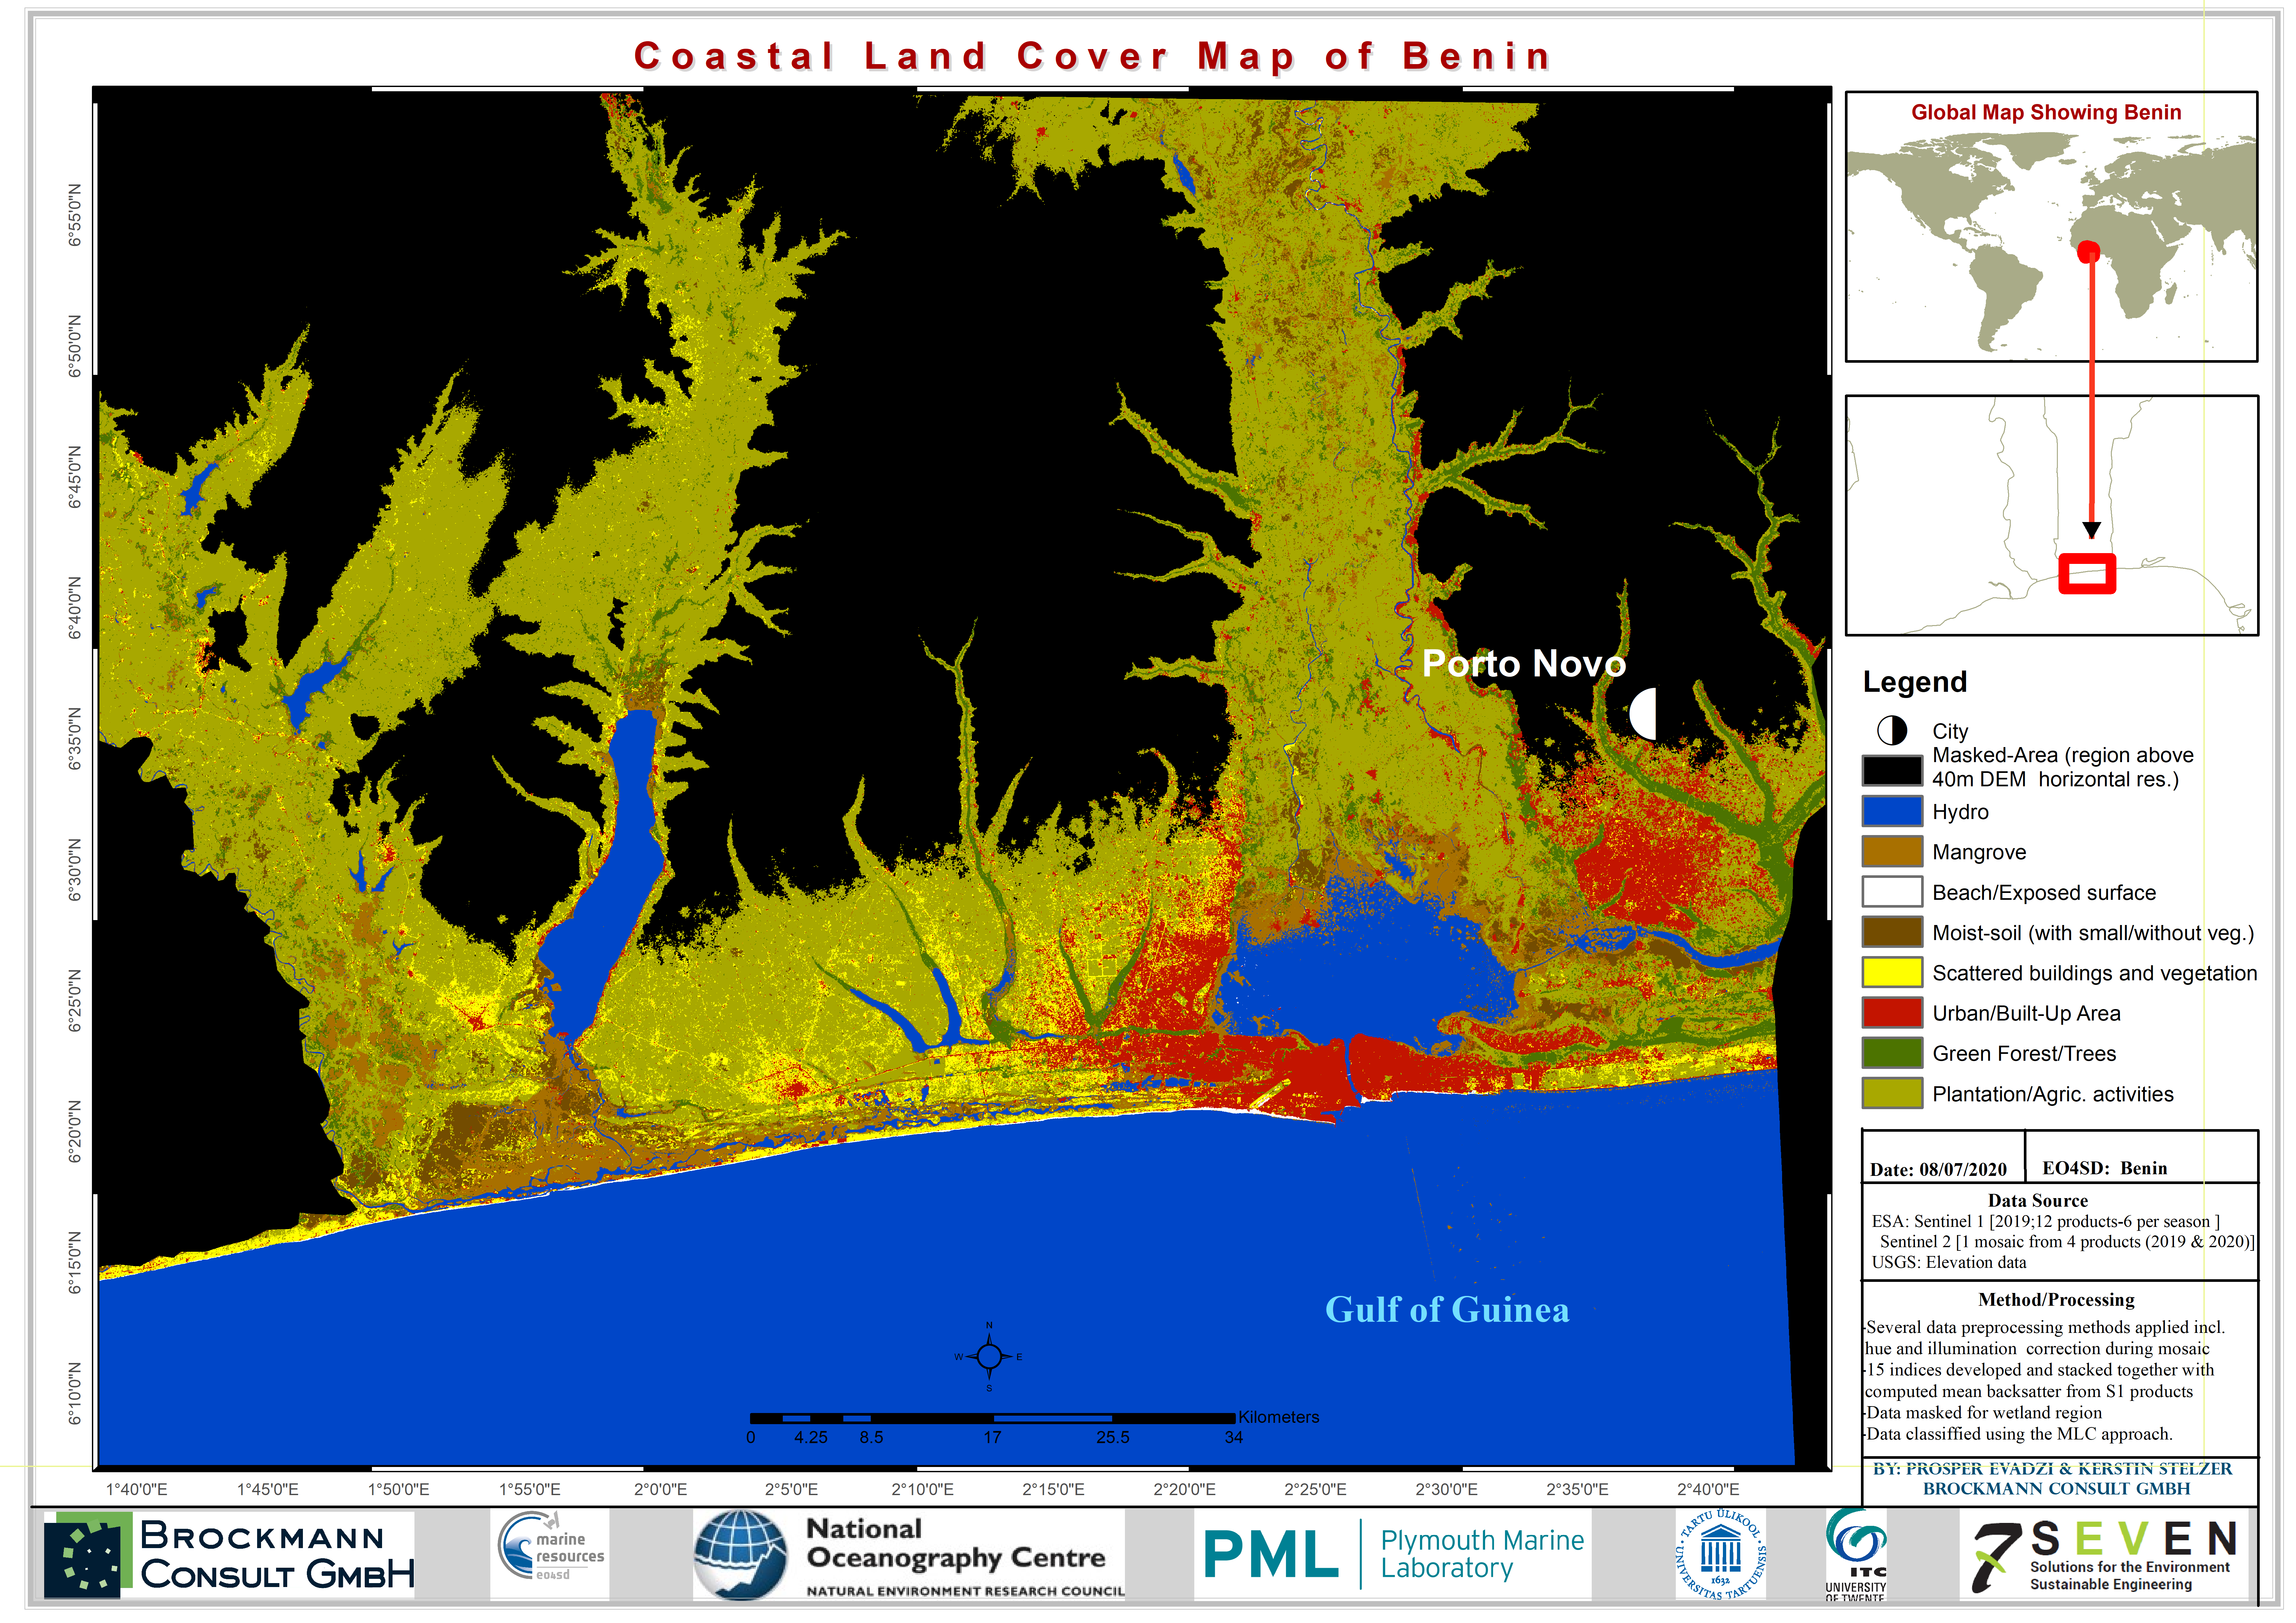 Coastal Land Cover Map of Benin
6°55'0"N
6°50'0"N
6°45'0"N
6°40'0"N
6°35'0"N
6°30'0"N
6°25'0"N
6°20'0"N
6°15'0"N
6°10'0"N
Porto Novo
Gulf of Guinea
N
W
E
S
Kilometers
0
4.25
8.5
17
25.5
34
1°40'0"E
1°45'0"E
1°50'0"E
1°55'0"E
2°0'0"E
2°5'0"E
2°10'0"E
2°15'0"E
2°20'0"E
2°25'0"E
2°30'0"E
2°35'0"E
2°40'0"E
Global Map Showing Benin
Legend
City
Masked-Area (region above
40m DEM horizontal res.)
Hydro
Mangrove
Beach/Exposed surface
Moist-soil (with small/without veg.)
Scattered buildings and vegetation
Urban/Built-Up Area
Green Forest/Trees
Plantation/Agric. activities
Date: 08/07/2020
EO4SD: Benin
Data Source
ESA: Sentinel 1 [2019;12 products-6 per season ]
Sentinel 2 [1 mosaic from 4 products (2019 & 2020)]
USGS: Elevation data
Method/Processing
-Several data preprocessing methods applied incl.
hue and illumination correction during mosaic
-15 indices developed and stacked together with
computed mean backsatter from S1 products
-Data masked for wetland region
-Data classiffied using the MLC approach.
BY: PROSPER EVADZI & KERSTIN STELZER
BROCKMANN CONSULT GMBH
BROCKMANN
CONSULT GMBH
marine
resources
eo4sd
National
Oceanography Centre
NATURAL ENVIRONMENT RESEARCH COUNCIL
PML
Plymouth Marine
Laboratory
TARTU ÜLIKOOL
UNIVERSITAS TARTUENSIS
1632
ITC
UNIVERSITY
OF TWENTE
7 SEVEN
Solutions for the Environment
Sustainable Engineering